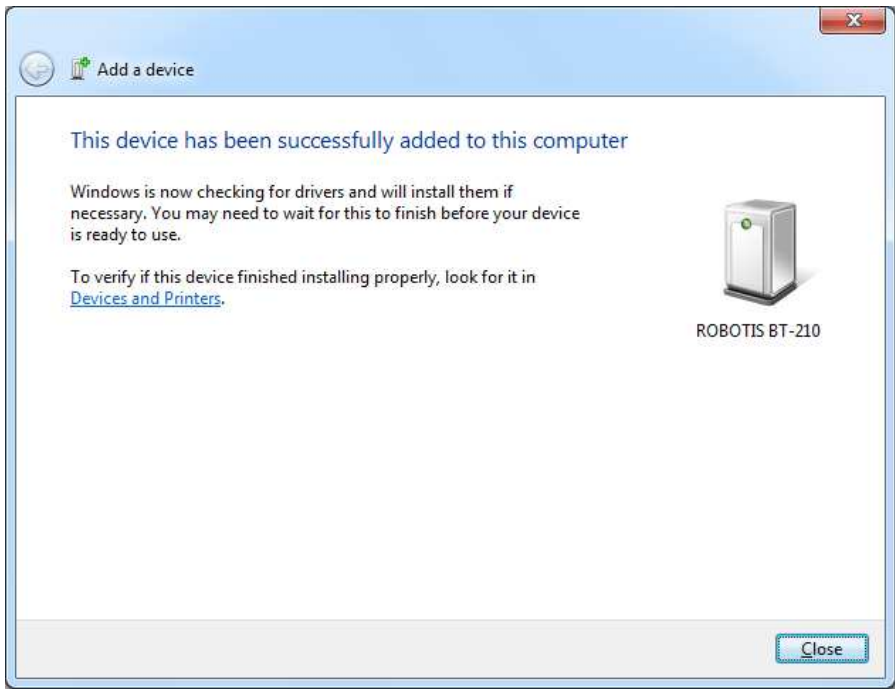 Add a device
This device has been successfully added to this computer
Windows is now checking for drivers and will install them if
necessary. You may need to wait for this to finish before your device
is ready to use.
To verify if this device finished installing properly, look for it in
Devices and Printers.
ROBOTIS BT-210
Close